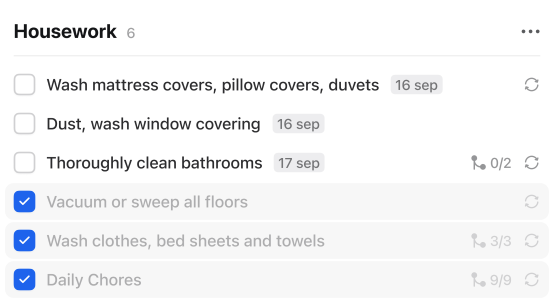 Housework 6
Wash mattress covers, pillow covers, duvets 16 sep
Dust, wash window covering 16 sep
Thoroughly clean bathrooms 17 sep 0/2
Vacuum or sweep all floors
Wash clothes, bed sheets and towels 3/3
Daily Chores 9/9